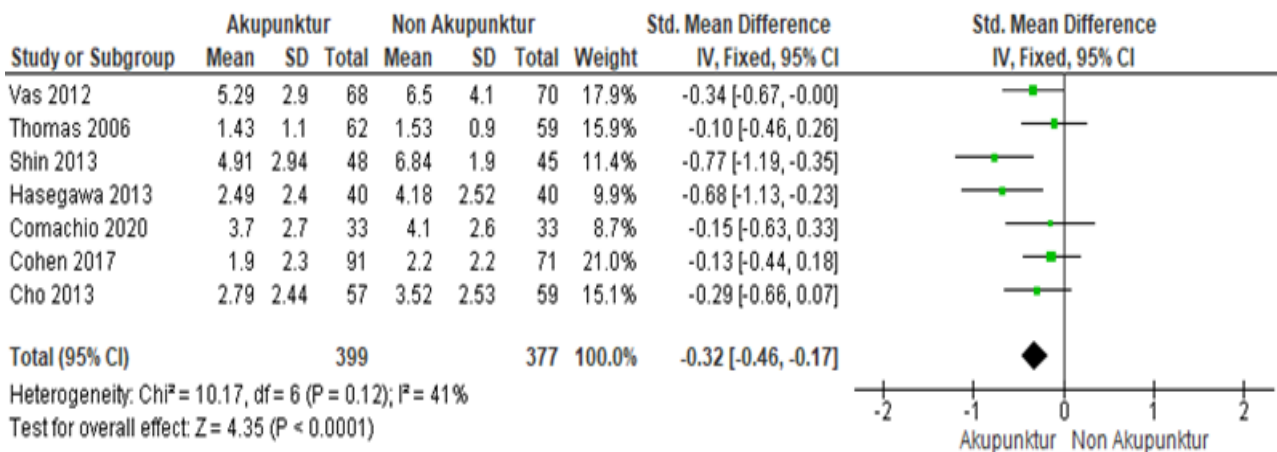 Akupunktur Non Akupunktur Std. Mean Difference Std. Mean Difference
Study or Subgroup Mean SD Total Mean SD Total Weight IV, Fixed, 95% CI IV, Fixed, 95% CI
Vas 2012 5.29 2.9 68 6.5 4.1 70 17.9% -0.34 [-0.67, -0.00]
Thomas 2006 1.43 1.1 62 1.53 0.9 59 15.9% -0.10 [-0.46, 0.26]
Shin 2013 4.91 2.94 48 6.84 1.9 45 11.4% -0.77 [-1.19, -0.35]
Hasegawa 2013 2.49 2.4 40 4.18 2.52 40 9.9% -0.68 [-1.13, -0.23]
Comachio 2020 3.7 2.7 33 4.1 2.6 33 8.7% -0.15 [-0.63, 0.33]
Cohen 2017 1.9 2.3 91 2.2 2.2 71 21.0% -0.13 [-0.44, 0.18]
Cho 2013 2.79 2.44 57 3.52 2.53 59 15.1% -0.29 [-0.66, 0.07]
Total (95% CI) 399 377 100.0% -0.32 [-0.46, -0.17]
Heterogeneity: Chi² = 10.17, df = 6 (P = 0.12); I² = 41%
Test for overall effect: Z = 4.35 (P < 0.0001)
-2 -1 0 1 2
Akupunktur Non Akupunktur